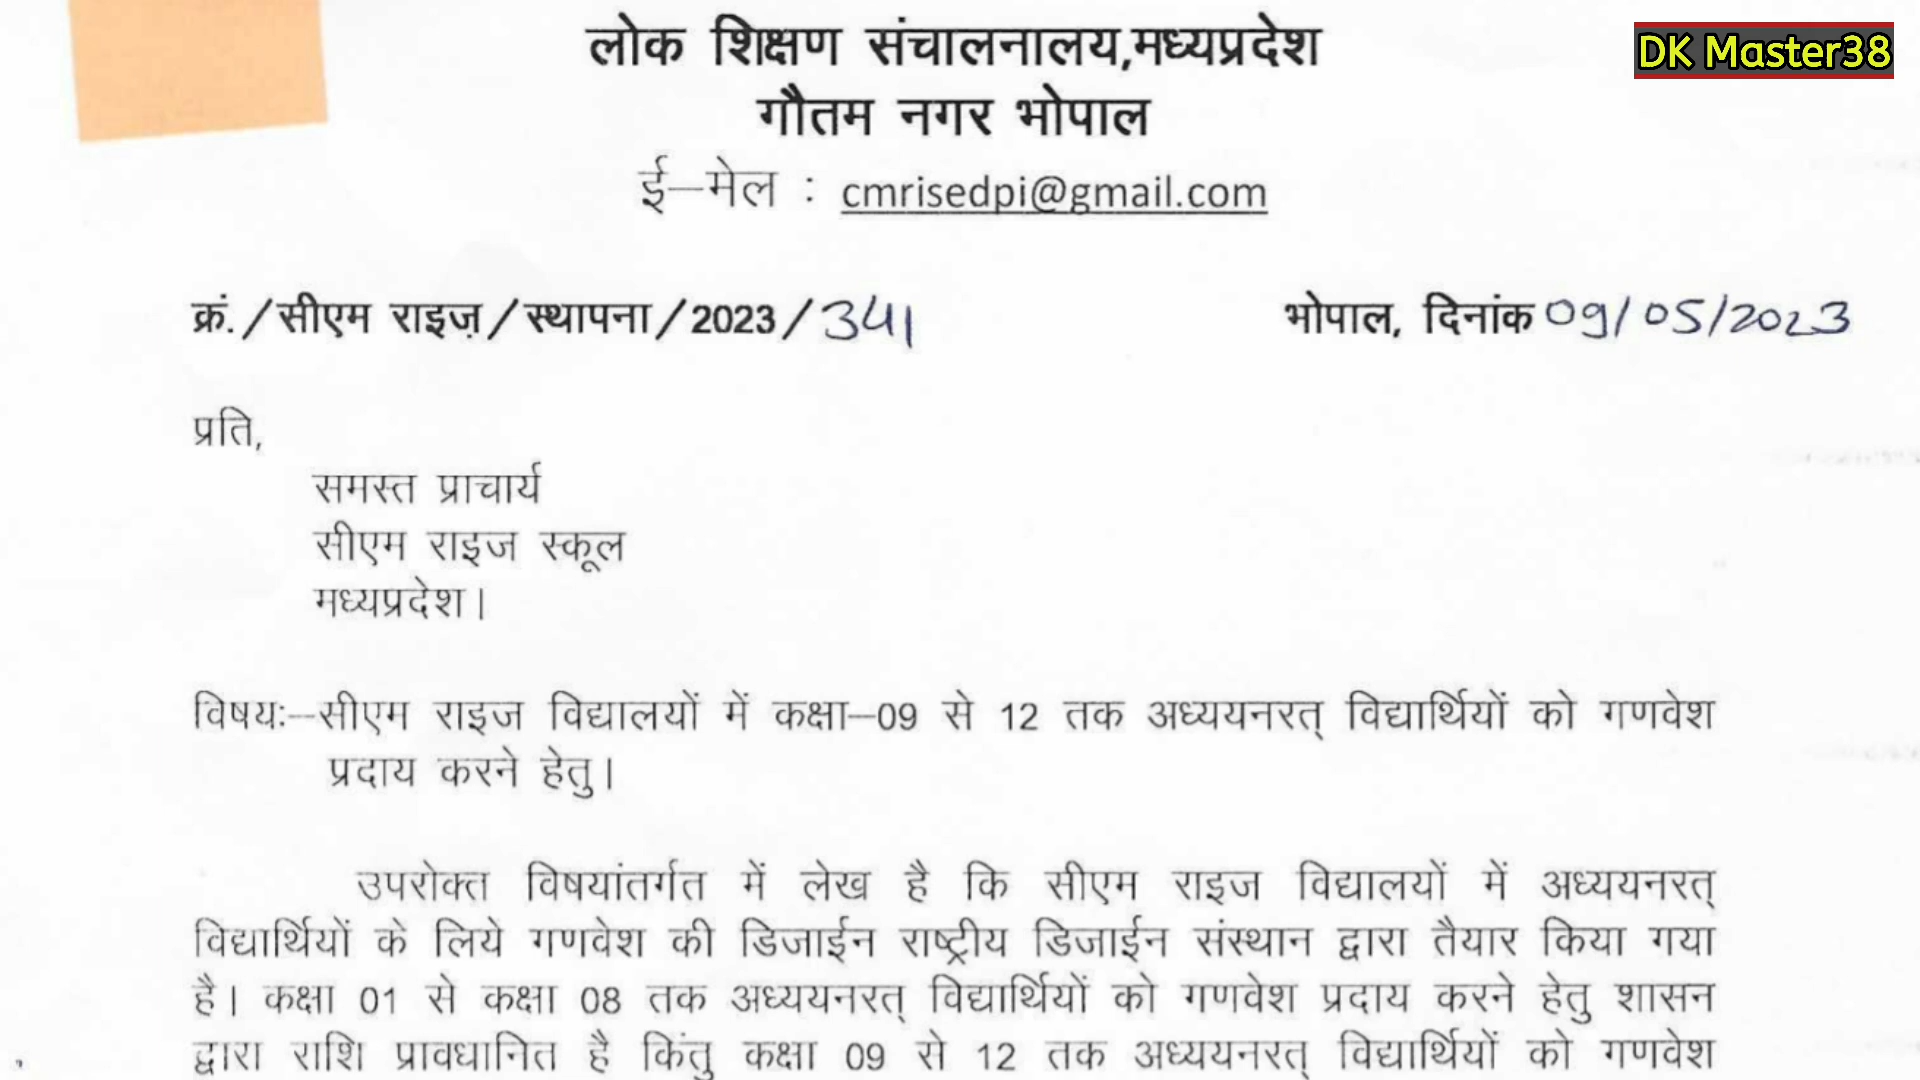 लोक शिक्षण संचालनालय,मध्यप्रदेश
DK Master38
गौतम नगर भोपाल
ई–मेल : cmrisedpi@gmail.com
क्रं./सीएम राइज़/स्थापना/2023/341 भोपाल, दिनांक 09/05/2023
प्रति,
समस्त प्राचार्य
सीएम राइज स्कूल
मध्यप्रदेश।
विषयः–सीएम राइज विद्यालयों में कक्षा–09 से 12 तक अध्ययनरत् विद्यार्थियों को गणवेश
प्रदाय करने हेतु।
उपरोक्त विषयांतर्गत में लेख है कि सीएम राइज विद्यालयों में अध्ययनरत्
विद्यार्थियों के लिये गणवेश की डिजाईन राष्ट्रीय डिजाईन संस्थान द्वारा तैयार किया गया
है। कक्षा 01 से कक्षा 08 तक अध्ययनरत् विद्यार्थियों को गणवेश प्रदाय करने हेतु शासन
द्वारा राशि प्रावधानित है किंतु कक्षा 09 से 12 तक अध्ययनरत् विद्यार्थियों को गणवेश